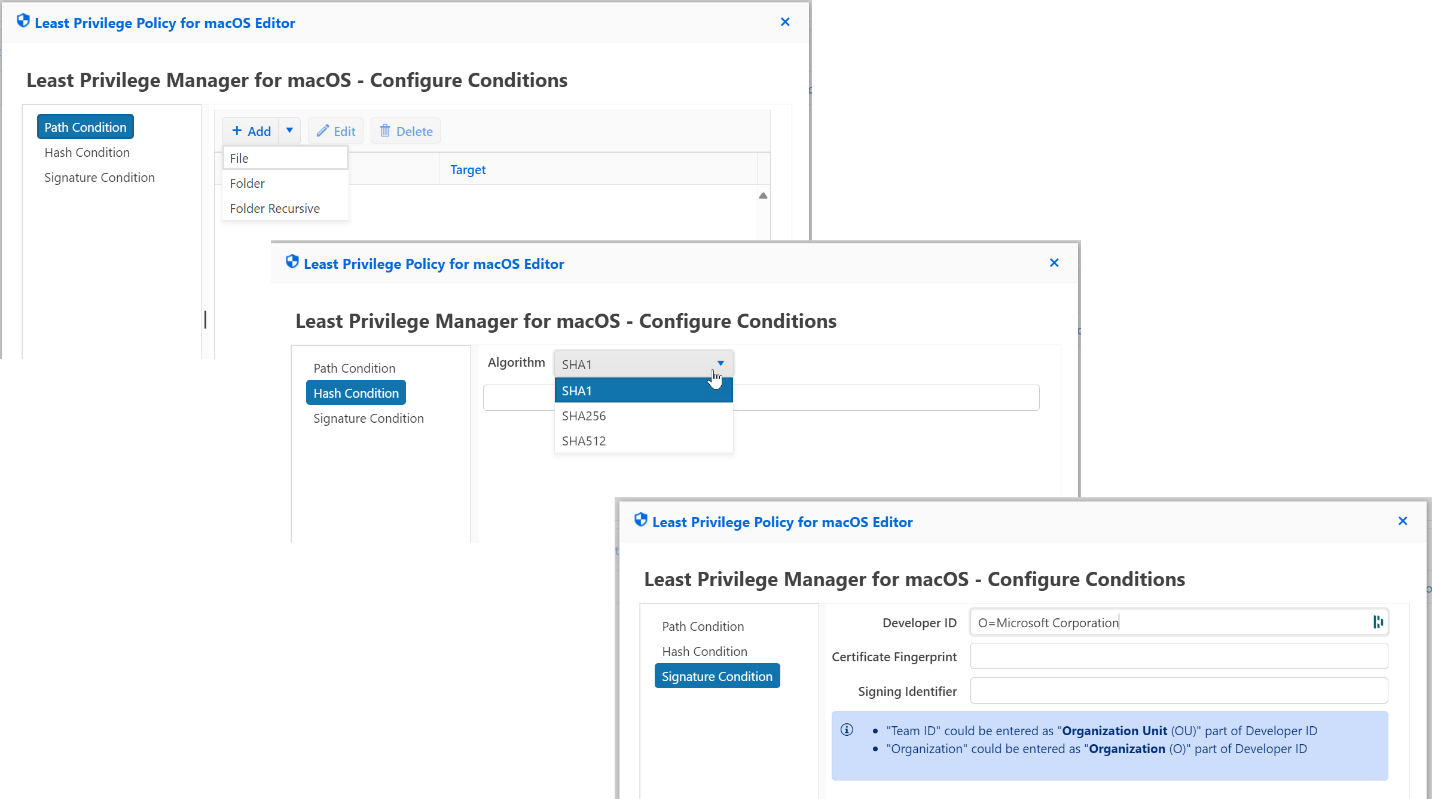 Least Privilege Policy for macOS Editor
Least Privilege Manager for macOS - Configure Conditions
Path Condition
Hash Condition
Signature Condition
Add
Edit
Delete
File
Folder
Folder Recursive
Target
Least Privilege Policy for macOS Editor
Least Privilege Manager for macOS - Configure Conditions
Path Condition
Hash Condition
Signature Condition
Algorithm
SHA1
SHA1
SHA256
SHA512
Least Privilege Policy for macOS Editor
Least Privilege Manager for macOS - Configure Conditions
Path Condition
Hash Condition
Signature Condition
Developer ID
O=Microsoft Corporation
Certificate Fingerprint
Signing Identifier
• "Team ID" could be entered as "Organization Unit (OU)" part of Developer ID
• "Organization" could be entered as "Organization (O)" part of Developer ID